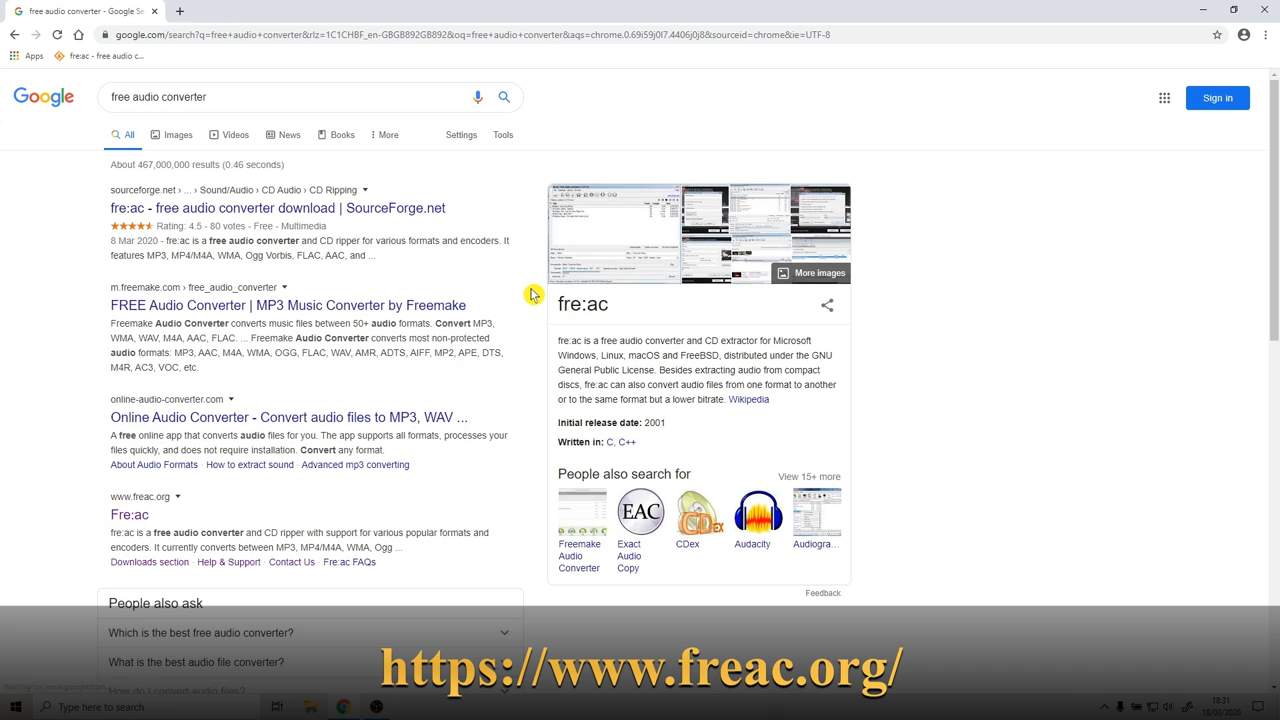 free audio converter - Google Se
google.com/search?q=free+audio+converter&rlz=1C1CHBF_en-GBGB892GB892&oq=free+audio+converter&aqs=chrome.0.69i59j0l7.4406j0j8&sourceid=chrome&ie=UTF-8
Apps
fre:ac - free audio c...
Google
free audio converter
Sign in
All
Images
Videos
News
Books
More
Settings
Tools
About 467,000,000 results (0.46 seconds)
sourceforge.net › ... › Sound/Audio › CD Audio › CD Ripping
fre:ac - free audio converter download | SourceForge.net
Rating: 4.5 - 80 votes - Free - Multimedia
8 Mar 2020 - fre:ac is a free audio converter and CD ripper for various formats and encoders. It
features MP3, MP4/M4A, WMA, Ogg Vorbis, FLAC, AAC, and ...
m.freemake.com › free_audio_converter
FREE Audio Converter | MP3 Music Converter by Freemake
Freemake Audio Converter converts music files between 50+ audio formats. Convert MP3,
WMA, WAV, M4A, AAC, FLAC. ... Freemake Audio Converter converts most non-protected
audio formats: MP3, AAC, M4A, WMA, OGG, FLAC, WAV, AMR, ADTS, AIFF, MP2, APE, DTS,
M4R, AC3, VOC, etc.
online-audio-converter.com
Online Audio Converter - Convert audio files to MP3, WAV ...
A free online app that converts audio files for you. The app supports all formats, processes your
files quickly, and does not require installation. Convert any format.
About Audio Formats · How to extract sound · Advanced mp3 converting
www.freac.org
Fre:ac
fre:ac is a free audio converter and CD ripper with support for various popular formats and
encoders. It currently converts between MP3, MP4/M4A, WMA, Ogg ...
Downloads section · Help & Support · Contact Us · Fre:ac FAQs
People also ask
Which is the best free audio converter?
What is the best audio file converter?
How do I convert audio files?
More images
fre:ac
fre:ac is a free audio converter and CD extractor for Microsoft
Windows, Linux, macOS and FreeBSD, distributed under the GNU
General Public License. Besides extracting audio from compact
discs, fre:ac can also convert audio files from one format to another
or to the same format but a lower bitrate. Wikipedia
Initial release date: 2001
Written in: C, C++
People also search for
View 15+ more
EAC
Freemake
Audio
Converter
Exact
Audio
Copy
CDex
Audacity
Audiogra...
Feedback
https://www.freac.org/
Waiting for www.google.com...
Type here to search
18:31
18/03/2020